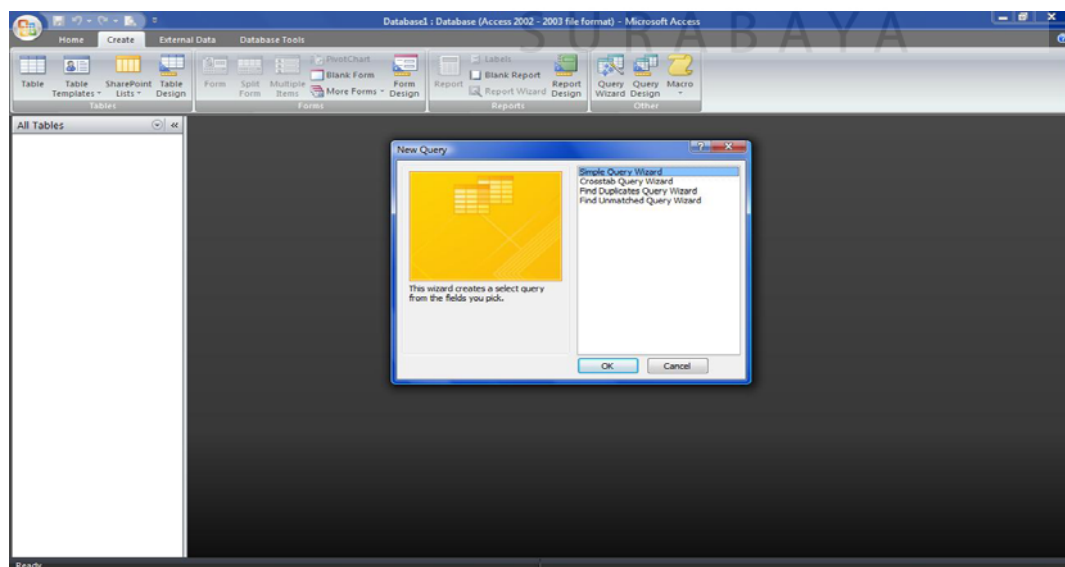 Database1 : Database (Access 2002 - 2003 file format) - Microsoft Access
SURABAYA
Home Create External Data Database Tools
Table
Table Templates
SharePoint Lists
Table Design
Tables
Form
Split Form
Multiple Items
PivotChart
Blank Form
More Forms
Form Design
Forms
Report
Labels
Blank Report
Report Wizard
Report Design
Reports
Query Wizard
Query Design
Macro
Other
All Tables
New Query
Simple Query Wizard
Crosstab Query Wizard
Find Duplicates Query Wizard
Find Unmatched Query Wizard
This wizard creates a select query
from the fields you pick.
OK Cancel
Ready